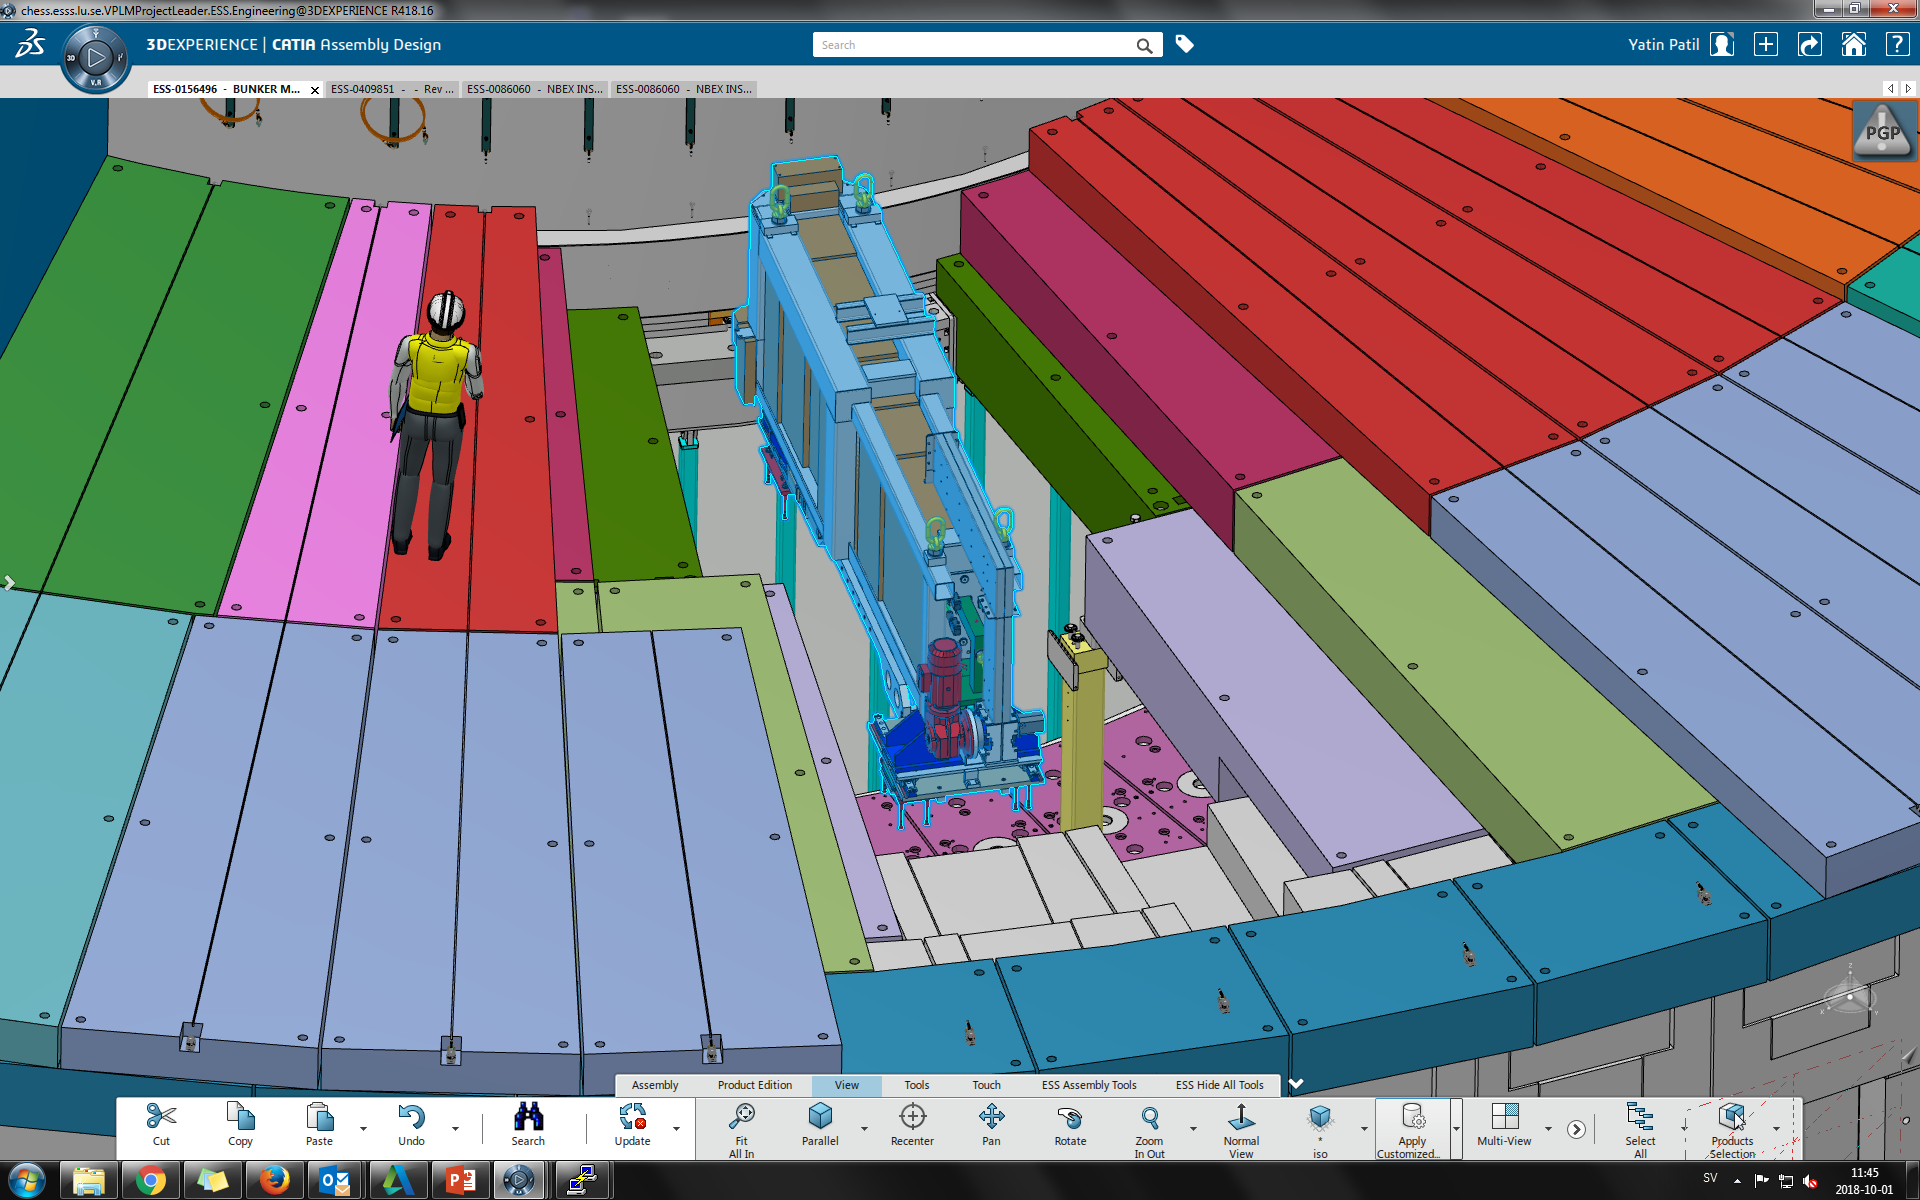 chess.esss.lu.se.VPLMProjectLeader.ESS.Engineering@3DEXPERIENCE R418.16
3DEXPERIENCE | CATIA Assembly Design
Search
Yatin Patil
3D
V.R
ESS-0156496 - BUNKER M...
ESS-0409851 - - Rev ...
ESS-0086060 - NBEX INS...
ESS-0086060 - NBEX INS...
PGP
Assembly
Product Edition
View
Tools
Touch
ESS Assembly Tools
ESS Hide All Tools
Cut
Copy
Paste
Undo
Search
Update
Fit All In
Parallel
Recenter
Pan
Rotate
Zoom In Out
Normal View
* iso
Apply Customized...
Multi-View
Select All
Products Selection
SV
11:45
2018-10-01